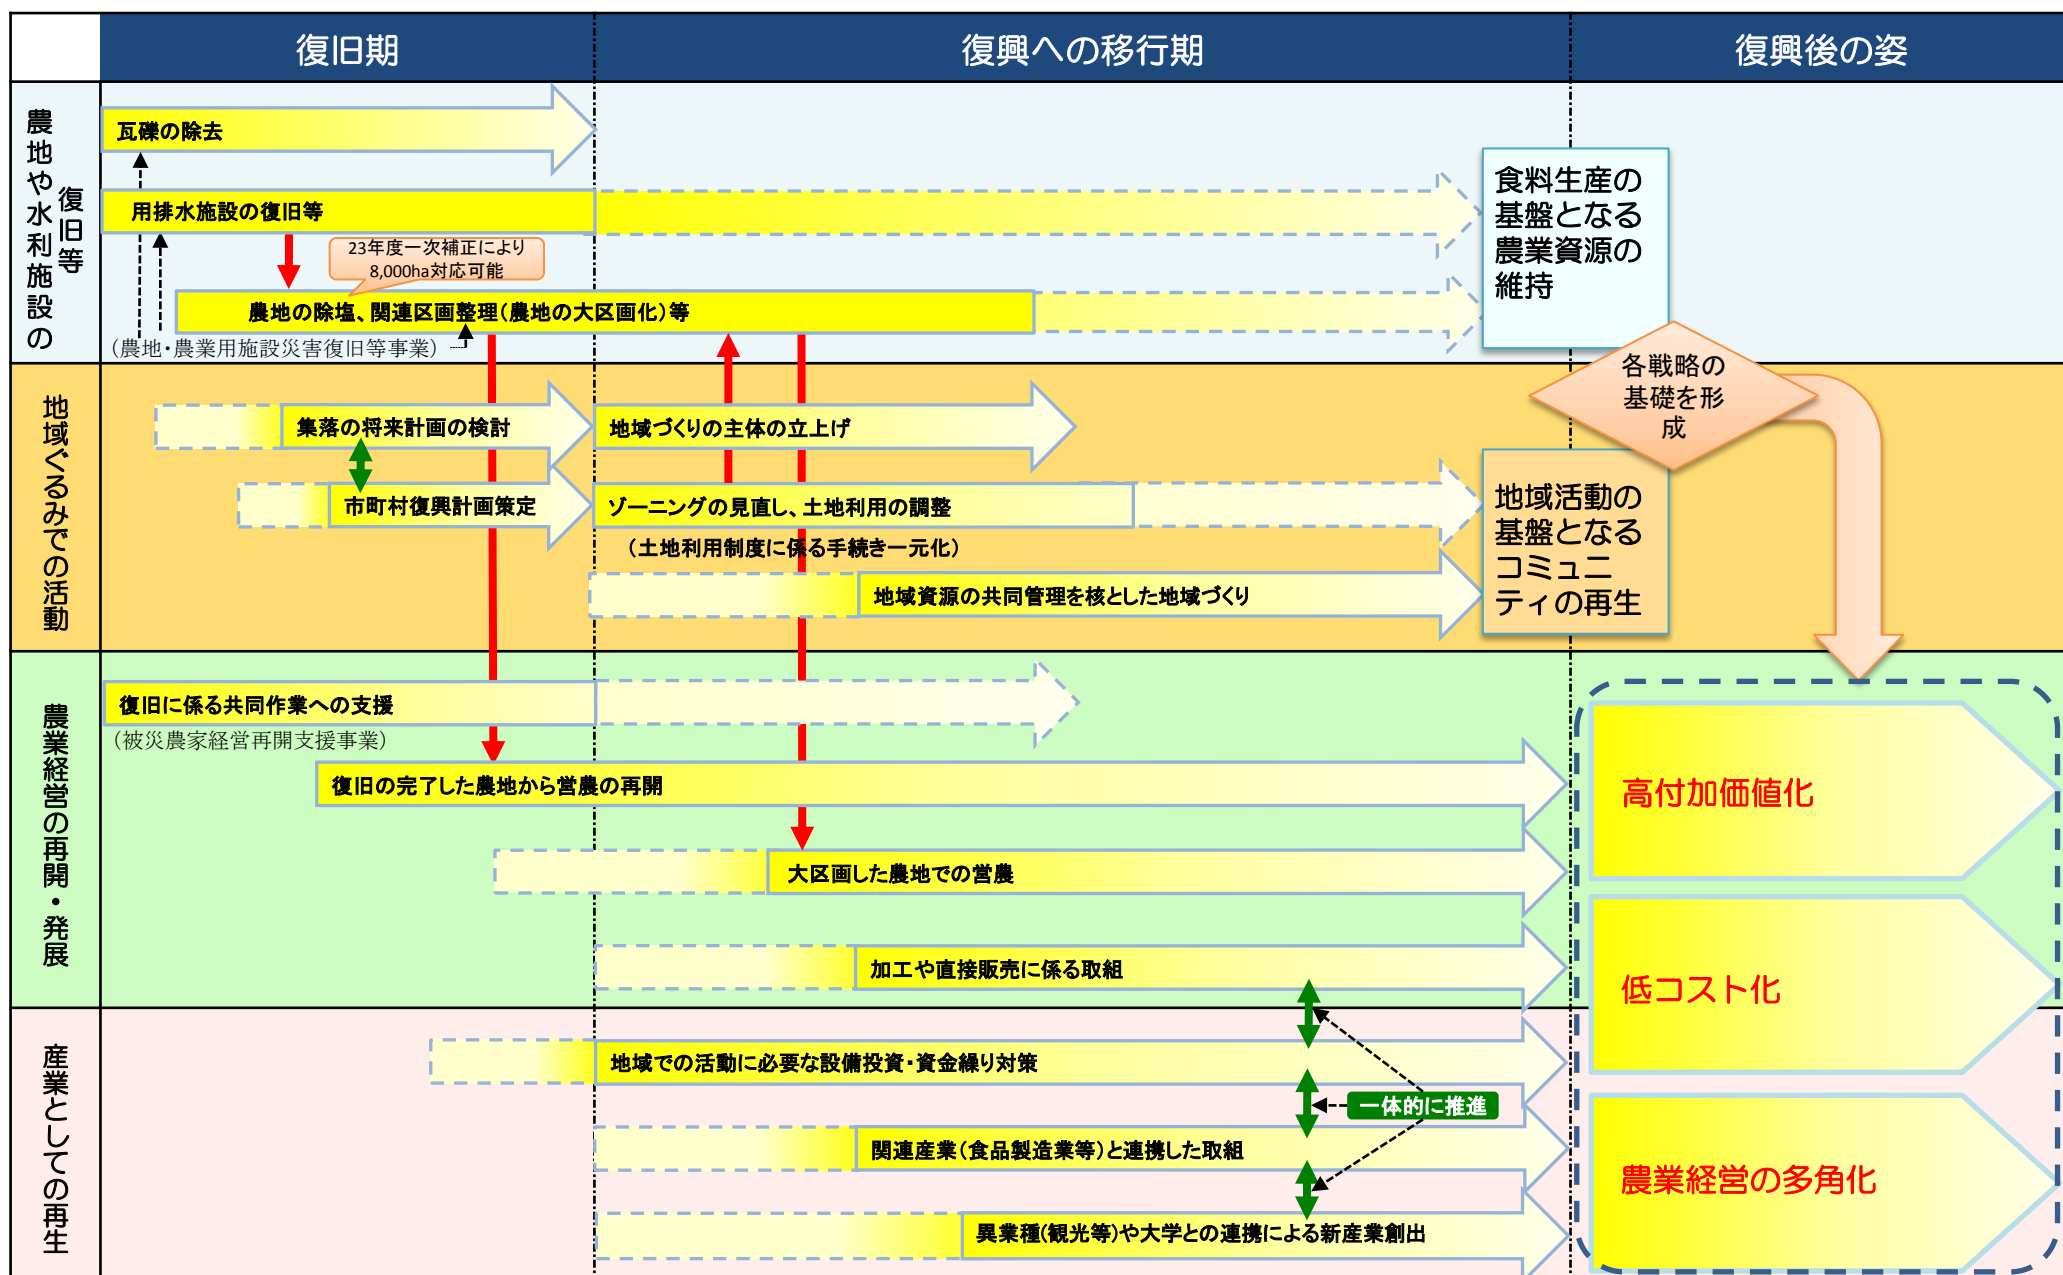 復旧期
復興への移行期
復興後の姿
農地や水利施設の
復旧等
瓦礫の除去
用排水施設の復旧等
23年度一次補正により
8,000ha対応可能
農地の除塩、関連区画整理（農地の大区画化）等
（農地・農業用施設災害復旧等事業）
食料生産の
基盤となる
農業資源の
維持
各戦略の
基礎を形
成
地域ぐるみでの活動
集落の将来計画の検討
地域づくりの主体の立上げ
市町村復興計画策定
ゾーニングの見直し、土地利用の調整
（土地利用制度に係る手続き一元化）
地域資源の共同管理を核とした地域づくり
地域活動の
基盤となる
コミュニ
ティの再生
農業経営の再開・発展
復旧に係る共同作業への支援
（被災農家経営再開支援事業）
復旧の完了した農地から営農の再開
大区画した農地での営農
加工や直接販売に係る取組
高付加価値化
低コスト化
農業経営の多角化
産業としての再生
地域での活動に必要な設備投資・資金繰り対策
一体的に推進
関連産業（食品製造業等）と連携した取組
異業種(観光等)や大学との連携による新産業創出